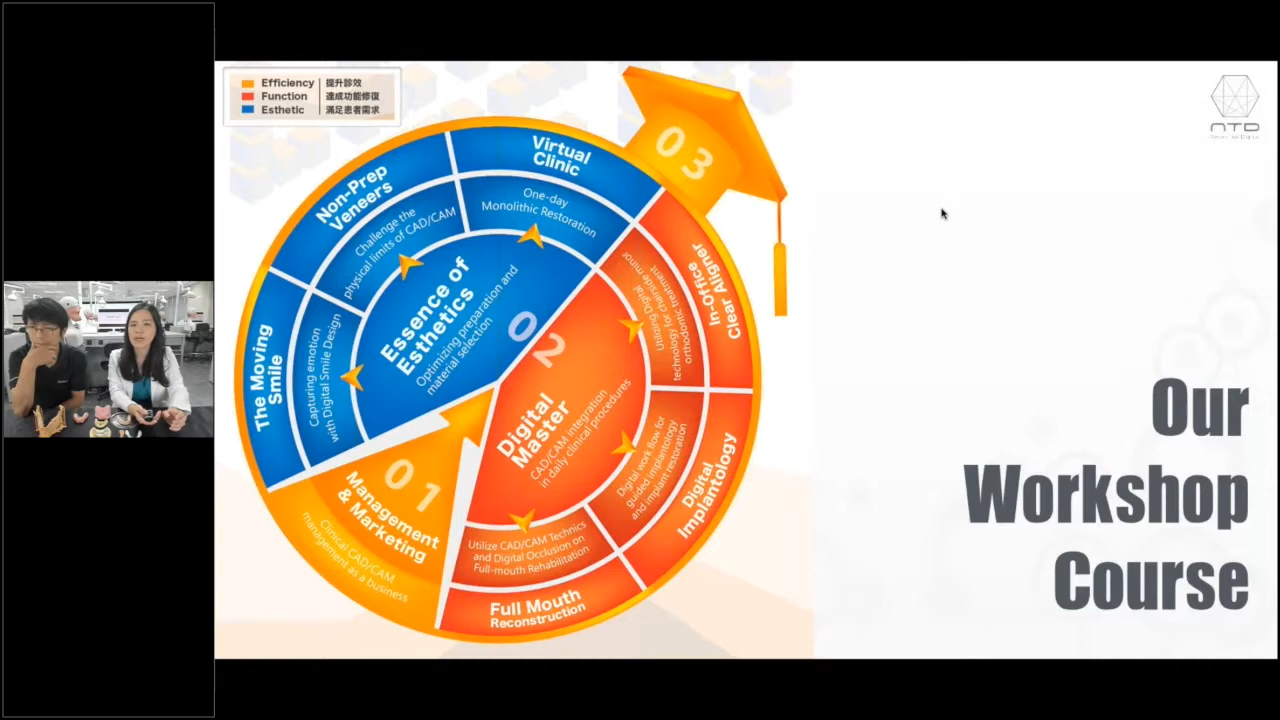 Efficiency 提升診效
Function 達成功能修復
Esthetic 滿足患者需求
NTD
03
Virtual
Clinic
One-day
Monolithic Restoration
Non-Prep
Veneers
Challenge the
physical limits of CAD/CAM
The Moving
Smile
Capturing emotion
with Digital Smile Design
Essence of
Esthetics
Optimizing preparation and
material selection
02
Digital
Master
CAD/CAM integration
in daily clinical procedures
In-office
Clear Aligner
Utilizing Digital
technology for chairside minor
orthodontic treatment
Digital
Implantology
Digital work flow for
guided implantology
and implant restoration
Utilize CAD/CAM Technics
and Digital Occlusion on
Full-mouth Rehabilitation
Full Mouth
Reconstruction
01
Management
& Marketing
Clinical CAD/CAM
management as a business
Our
Workshop
Course